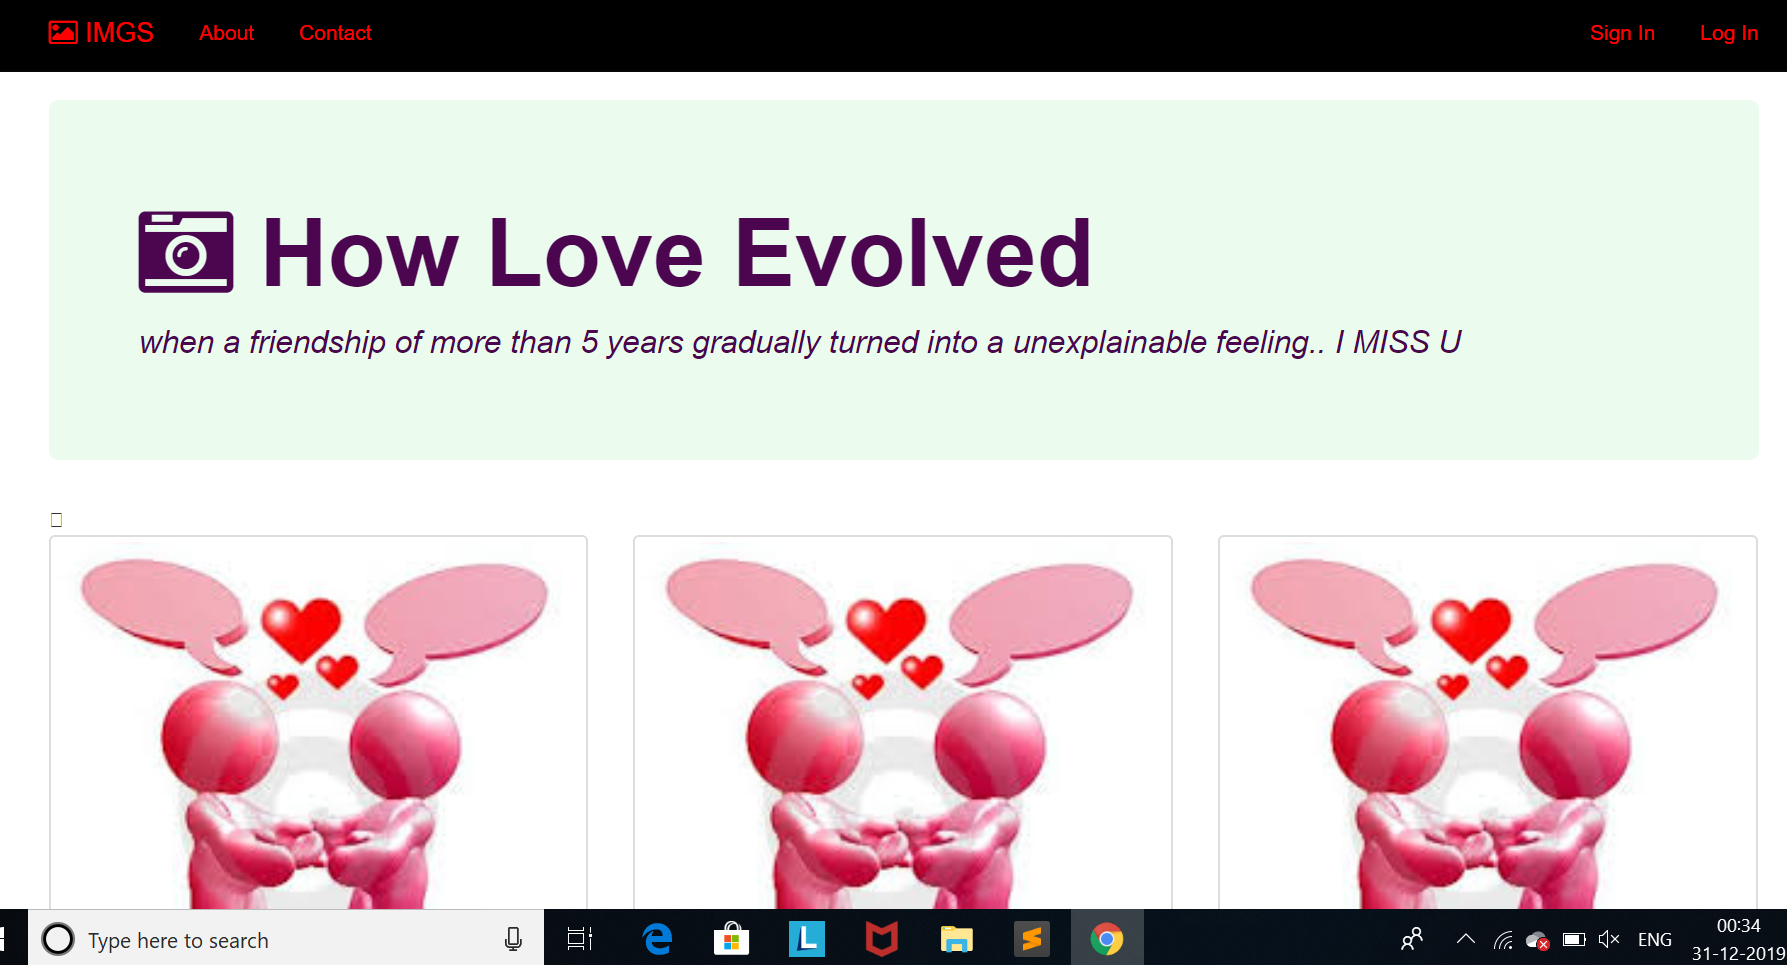 IMGS About Contact Sign In Log In
How Love Evolved
when a friendship of more than 5 years gradually turned into a unexplainable feeling.. I MISS U
Type here to search
L
ENG
00:34
31-12-2019